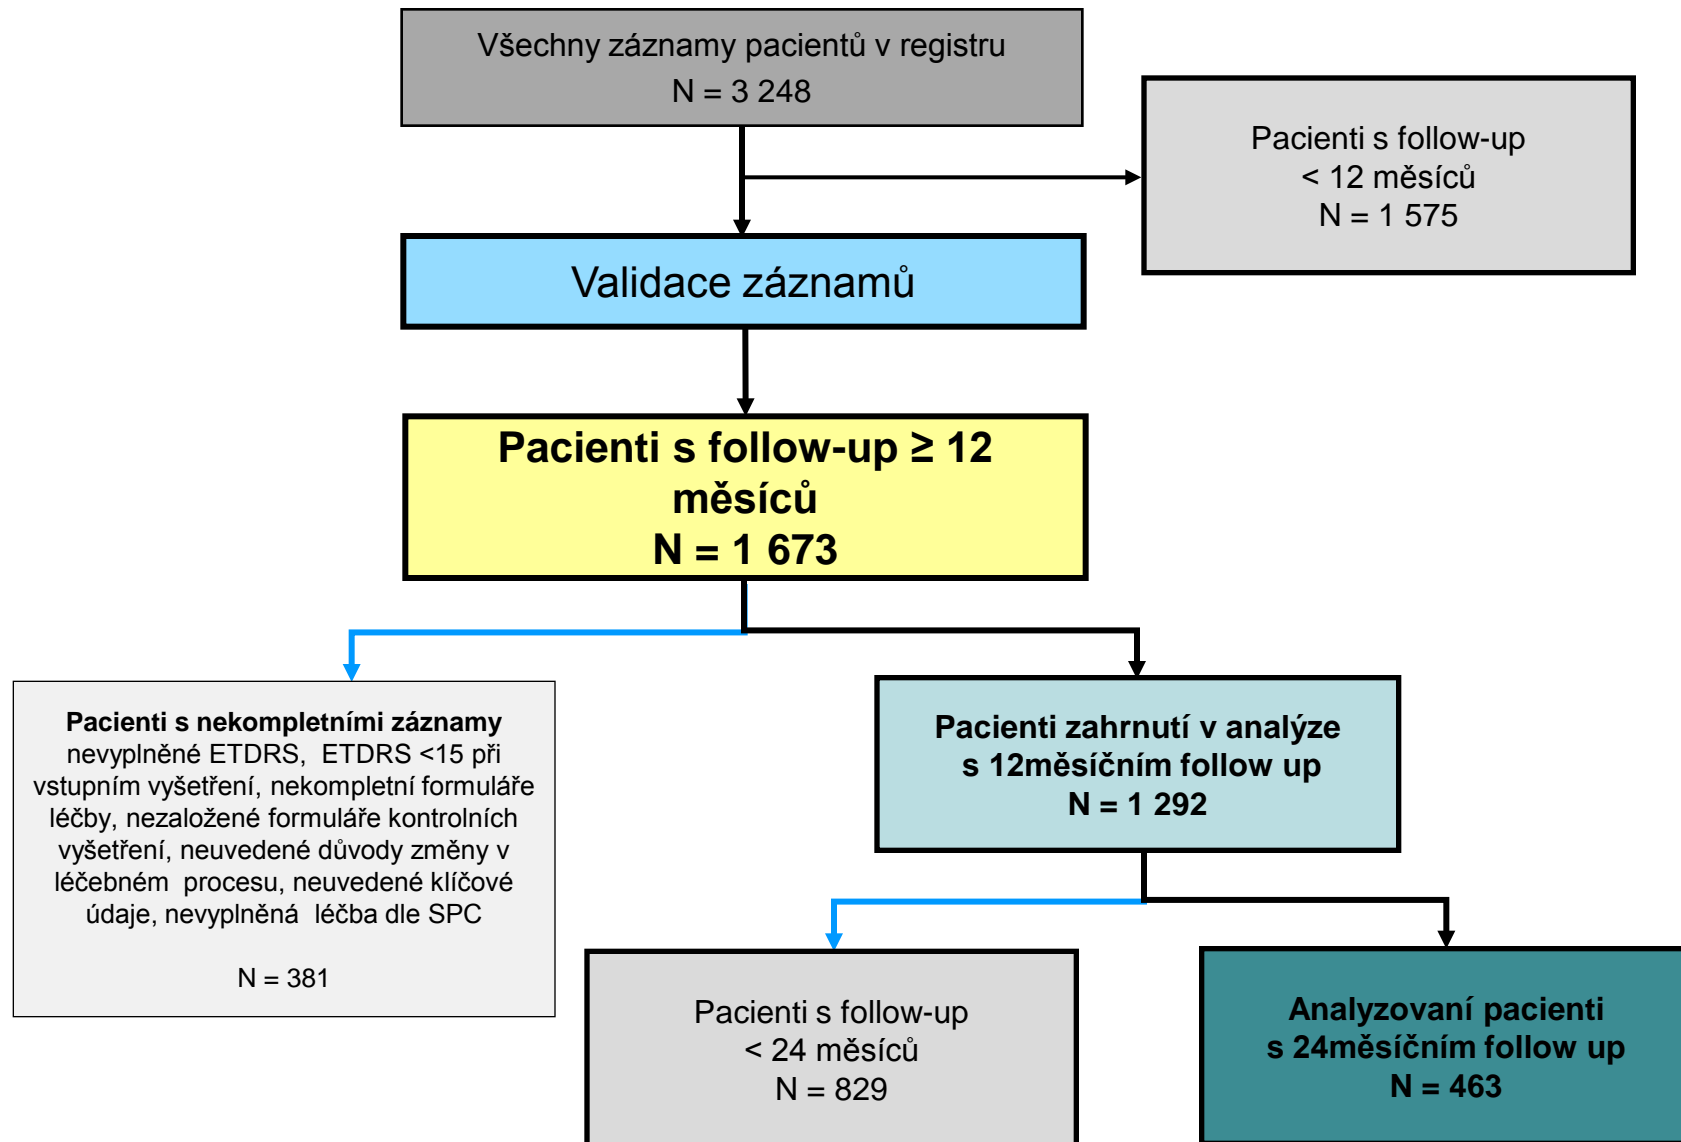 Všechny záznamy pacientů v registru
N = 3 248
Pacienti s follow-up
< 12 měsíců
N = 1 575
Validace záznamů
Pacienti s follow-up ≥ 12
měsíců
N = 1 673
Pacienti s nekompletními záznamy
nevyplněné ETDRS, ETDRS <15 při
vstupním vyšetření, nekompletní formuláře
léčby, nezaložené formuláře kontrolních
vyšetření, neuvedené důvody změny v
léčebném procesu, neuvedené klíčové
údaje, nevyplněná léčba dle SPC
N = 381
Pacienti zahrnutí v analýze
s 12měsíčním follow up
N = 1 292
Pacienti s follow-up
< 24 měsíců
N = 829
Analyzovaní pacienti
s 24měsíčním follow up
N = 463